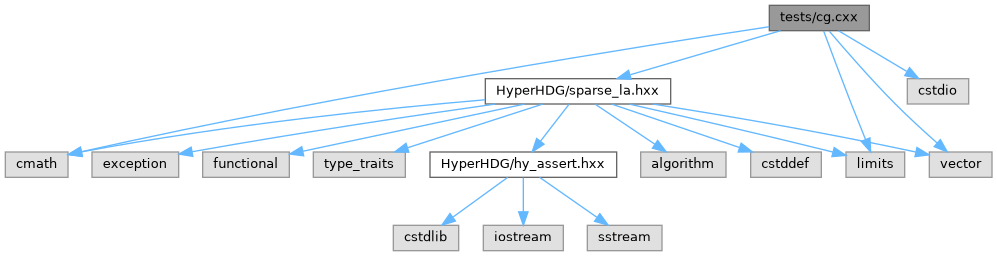 tests/cg.cxx
HyperHDG/sparse_la.hxx
cstdio
cmath
exception
functional
type_traits
HyperHDG/hy_assert.hxx
algorithm
cstddef
limits
vector
cstdlib
iostream
sstream